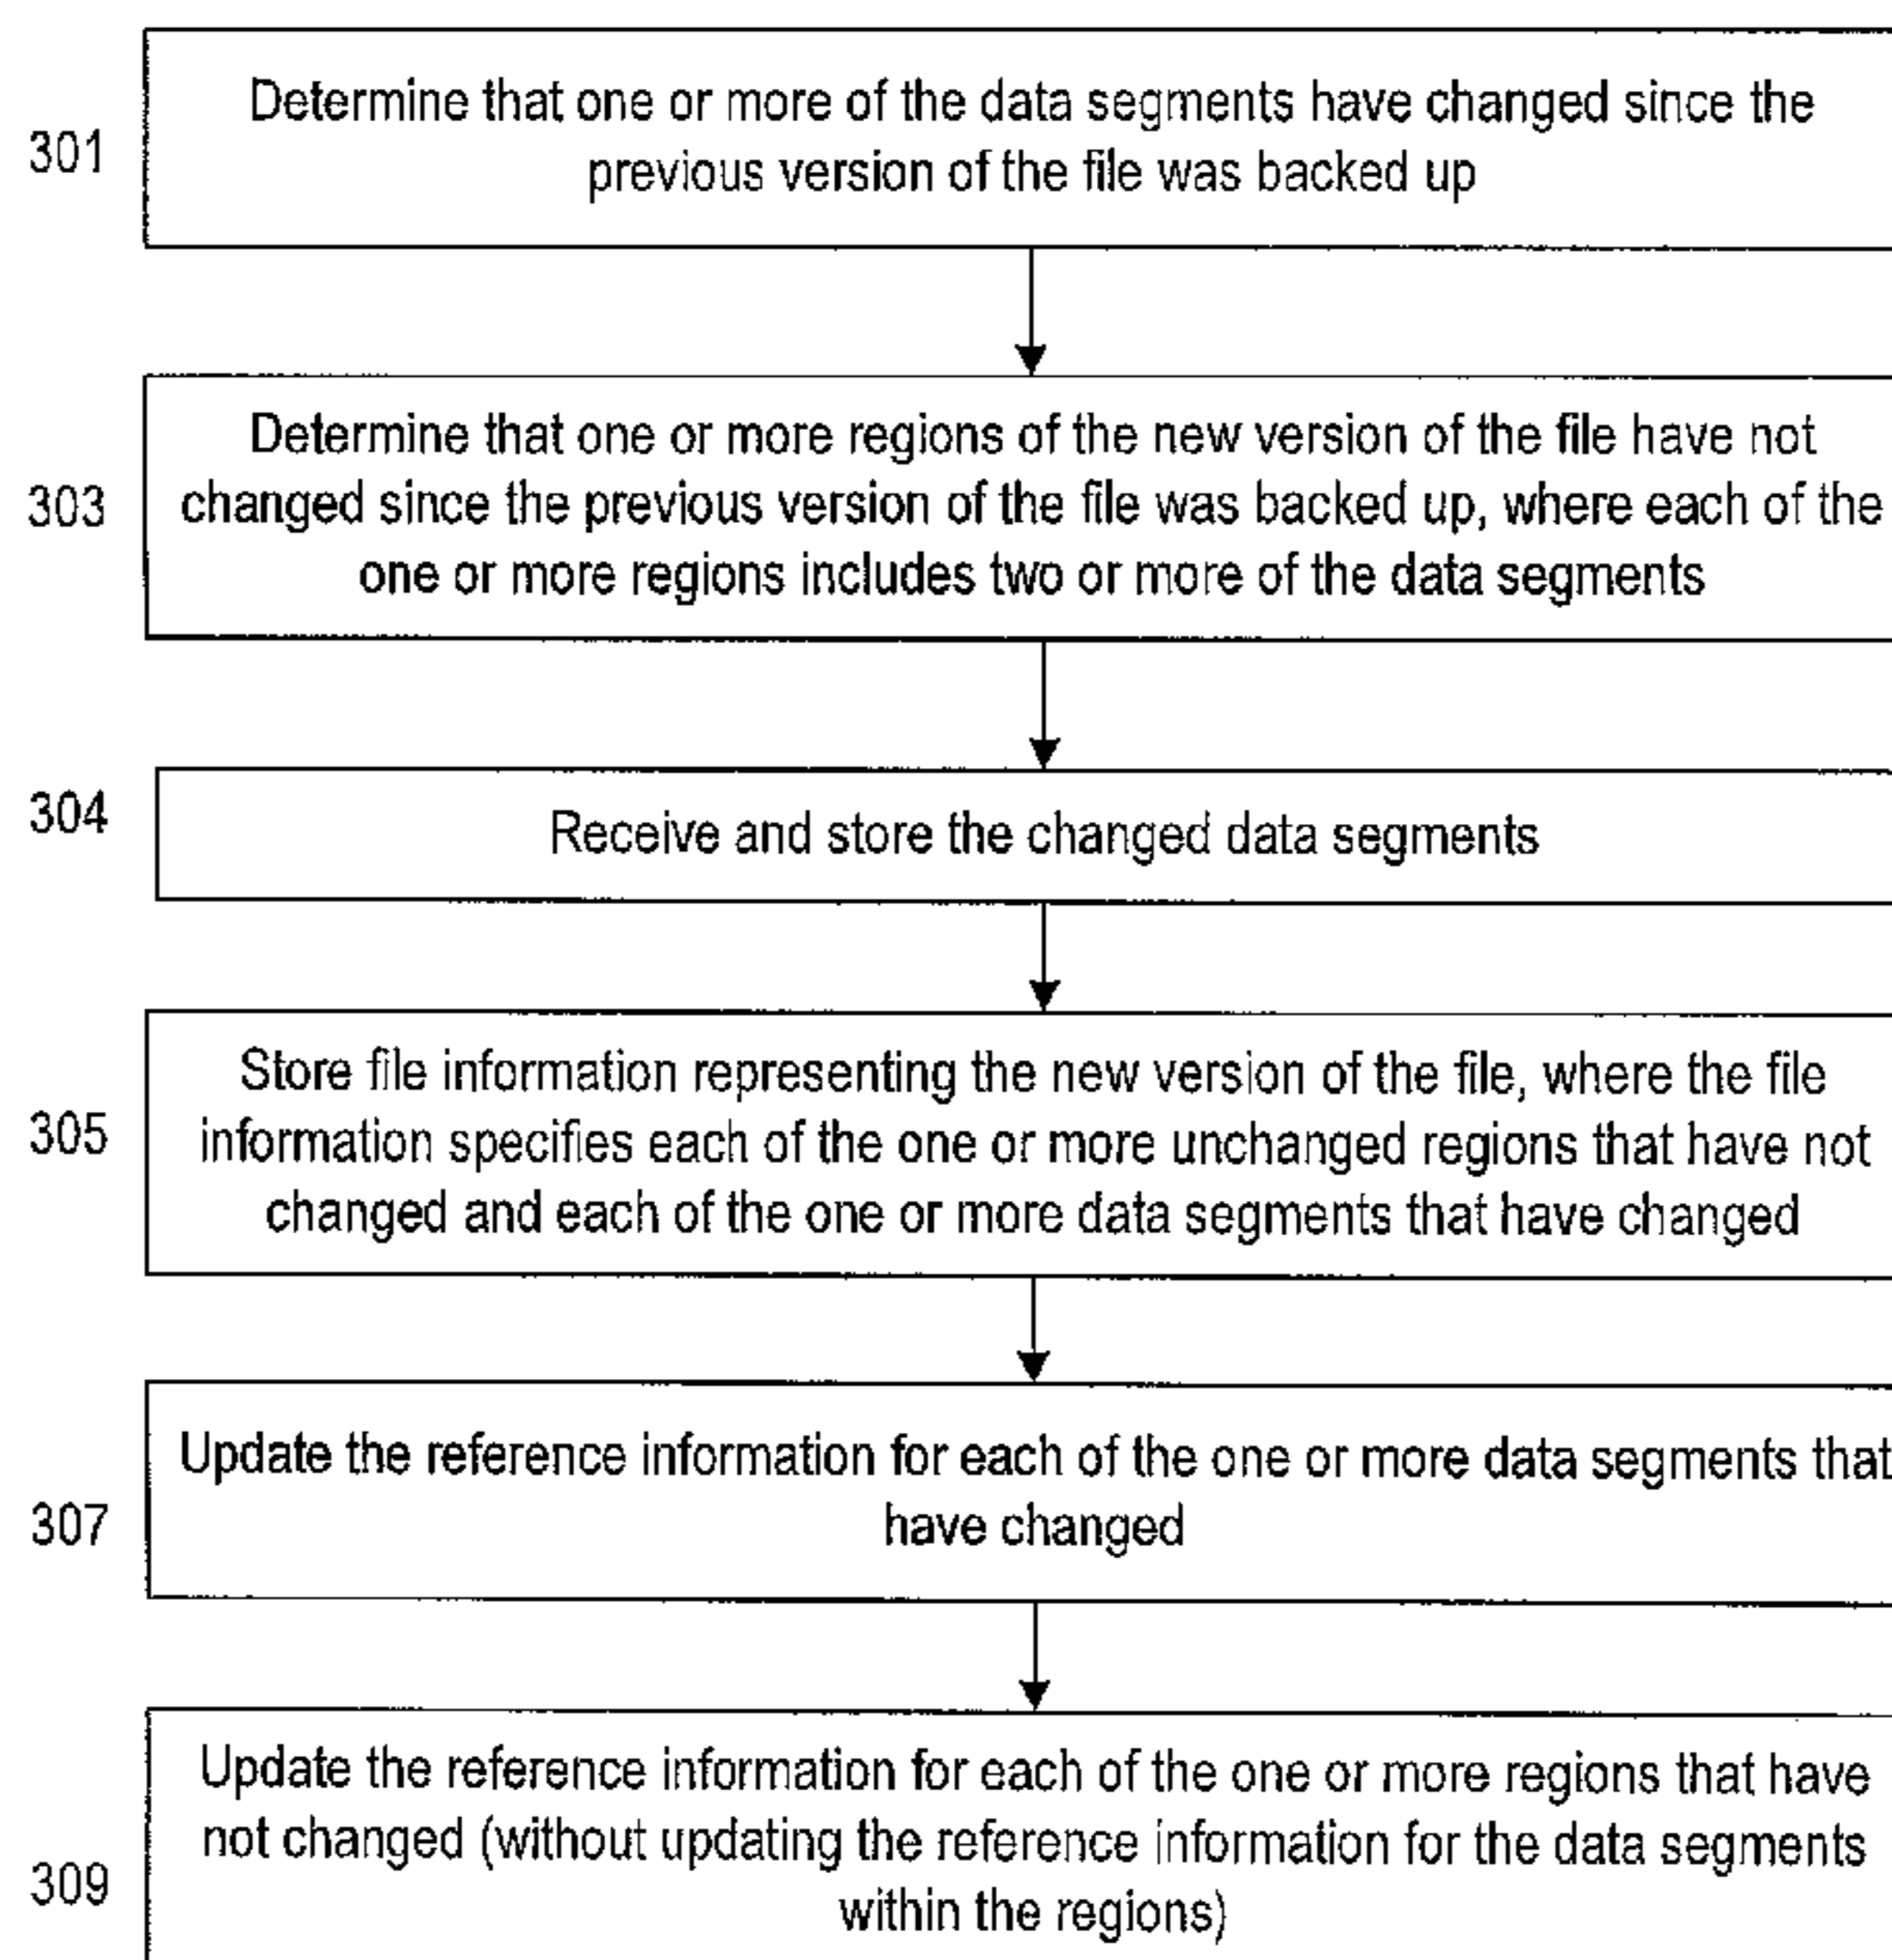 301
Determine that one or more of the data segments have changed since the
previous version of the file was backed up
303
Determine that one or more regions of the new version of the file have not
changed since the previous version of the file was backed up, where each of the
one or more regions includes two or more of the data segments
304
Receive and store the changed data segments
305
Store file information representing the new version of the file, where the file
information specifies each of the one or more unchanged regions that have not
changed and each of the one or more data segments that have changed
307
Update the reference information for each of the one or more data segments that
have changed
309
Update the reference information for each of the one or more regions that have
not changed (without updating the reference information for the data segments
within the regions)